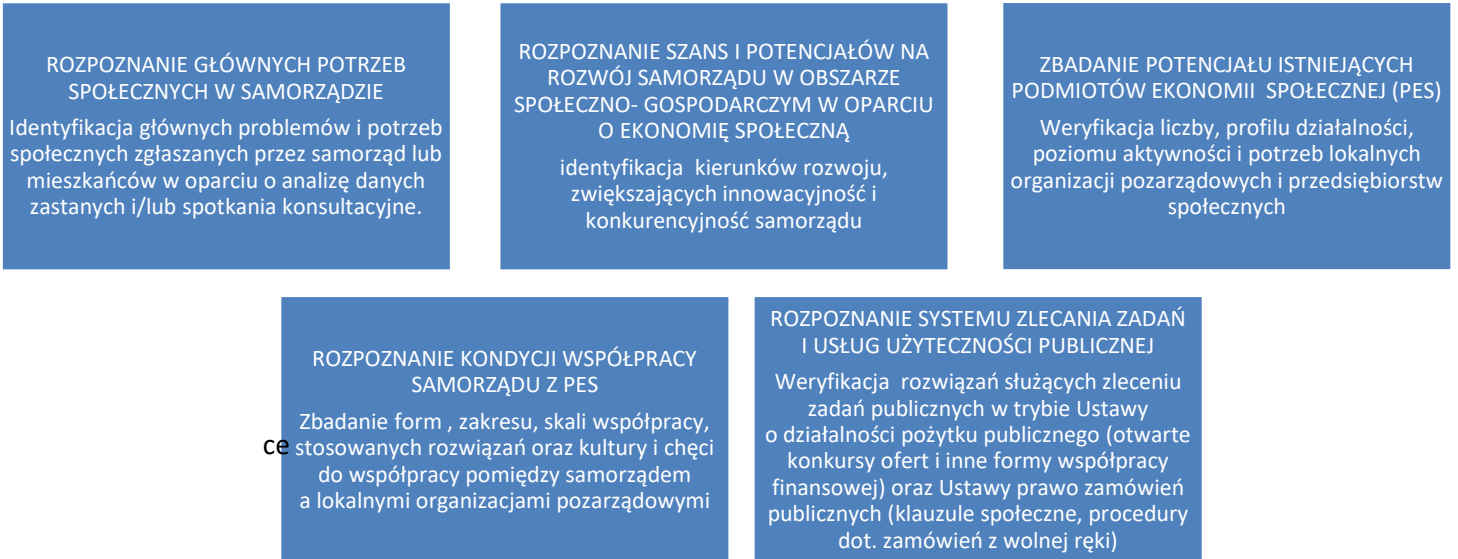 ROZPOZNANIE GŁÓWNYCH POTRZEB
SPOŁECZNYCH W SAMORZĄDZIE
Identyfikacja głównych problemów i potrzeb
społecznych zgłaszanych przez samorząd lub
mieszkańców w oparciu o analizę danych
zastanych i/lub spotkania konsultacyjne.
ROZPOZNANIE SZANS I POTENCJAŁÓW NA
ROZWÓJ SAMORZĄDU W OBSZARZE
SPOŁECZNO- GOSPODARCZYM W OPARCIU
O EKONOMIĘ SPOŁECZNĄ
identyfikacja kierunków rozwoju,
zwiększających innowacyjność i
konkurencyjność samorządu
ZBADANIE POTENCJAŁU ISTNIEJĄCYCH
PODMIOTÓW EKONOMII SPOŁECZNEJ (PES)
Weryfikacja liczby, profilu działalności,
poziomu aktywności i potrzeb lokalnych
organizacji pozarządowych i przedsiębiorstw
społecznych
ROZPOZNANIE KONDYCJI WSPÓŁPRACY
SAMORZĄDU Z PES
Zbadanie form , zakresu, skali współpracy,
ce stosowanych rozwiązań oraz kultury i chęci
do współpracy pomiędzy samorządem
a lokalnymi organizacjami pozarządowymi
ROZPOZNANIE SYSTEMU ZLECANIA ZADAŃ
I USŁUG UŻYTECZNOŚCI PUBLICZNEJ
Weryfikacja rozwiązań służących zleceniu
zadań publicznych w trybie Ustawy
o działalności pożytku publicznego (otwarte
konkursy ofert i inne formy współpracy
finansowej) oraz Ustawy prawo zamówień
publicznych (klauzule społeczne, procedury
dot. zamówień z wolnej ręki)